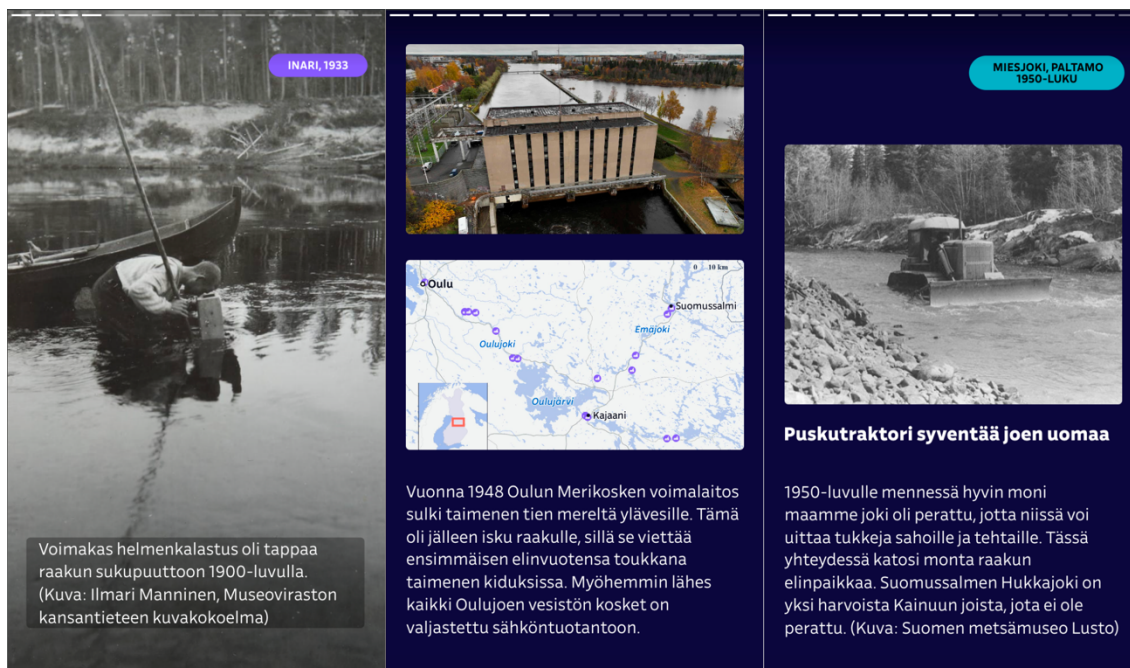 INARI, 1933
Voimakas helmenkalastus oli tappaa
raakun sukupuuttoon 1900-luvulla.
(Kuva: Ilmari Manninen, Museoviraston
kansantieteen kuvakokoelma)
0 10 km
Oulu
Suomussalmi
Emäjoki
Oulujoki
Oulujärvi
Kajaani
Vuonna 1948 Oulun Merikosken voimalaitos
sulki taimenen tien mereltä ylävesille. Tämä
oli jälleen isku raakulle, sillä se viettää
ensimmäisen elinvuotensa toukkana
taimenen kiduksissa. Myöhemmin lähes
kaikki Oulujoen vesistön kosket on
valjastettu sähköntuotantoon.
MIESJOKI, PALTAMO
1950-LUKU
Puskutraktori syventää joen uomaa
1950-luvulle mennessä hyvin moni
maamme joki oli perattu, jotta niissä voi
uittaa tukkeja sahoille ja tehtaille. Tässä
yhteydessä katosi monta raakun
elinpaikkaa. Suomussalmen Hukkajoki on
yksi harvoista Kainuun joista, jota ei ole
perattu. (Kuva: Suomen metsämuseo Lusto)